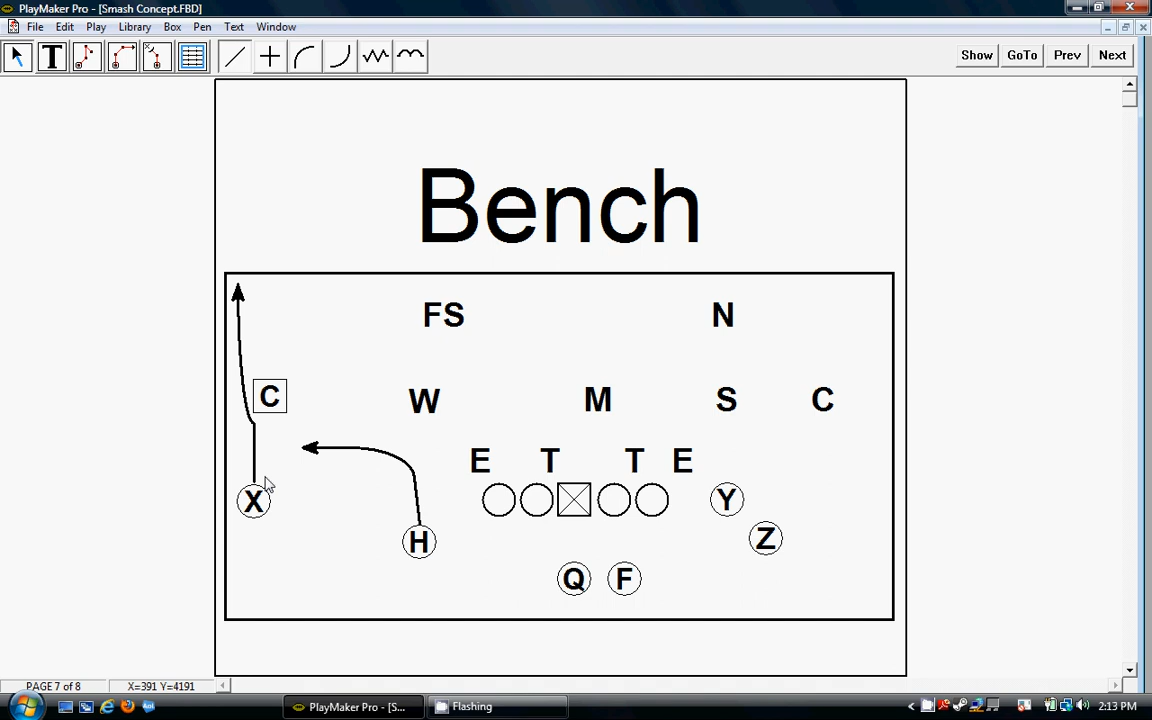 PlayMaker Pro - [Smash Concept.FBD]
File Edit Play Library Box Pen Text Window
T Show GoTo Prev Next
Bench
FS N
C W M S C
E T T E
X Y
H Z
Q F
PAGE 7 of 8 X=391 Y=4191
PlayMaker Pro - [S... Flashing 2:13 PM